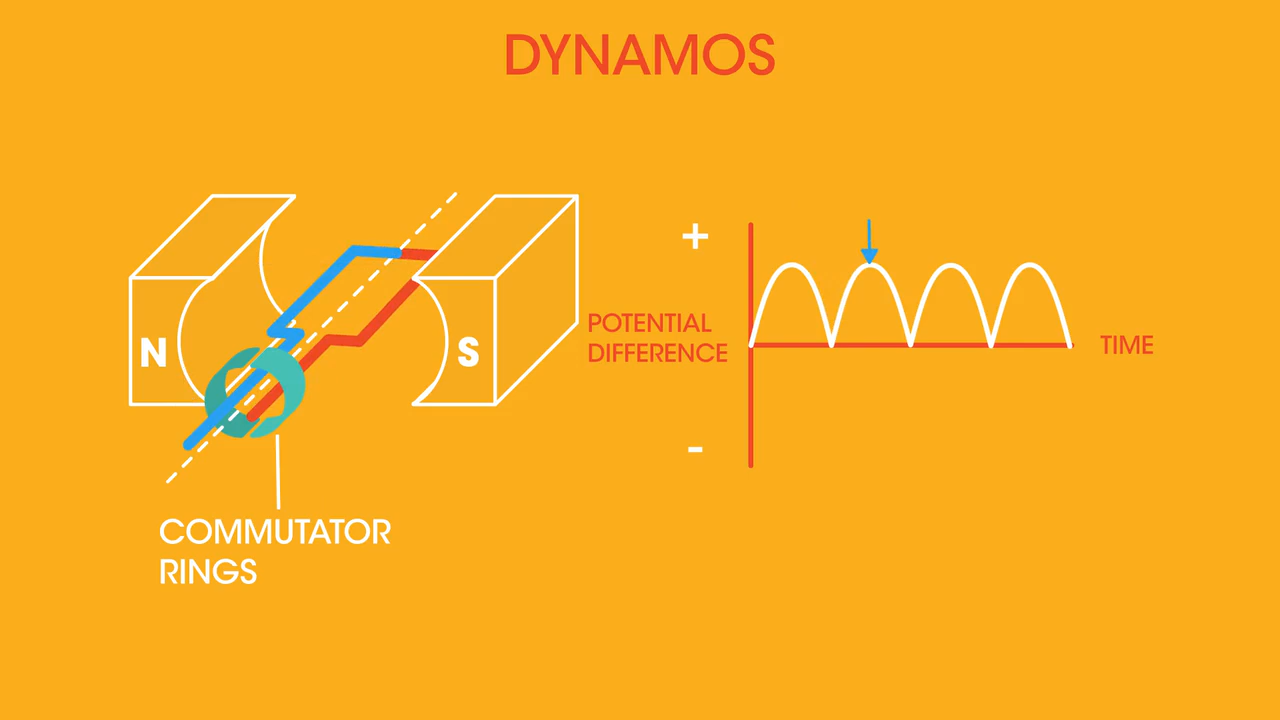 DYNAMOS
N
S
COMMUTATOR
RINGS
+
POTENTIAL
DIFFERENCE
-
TIME